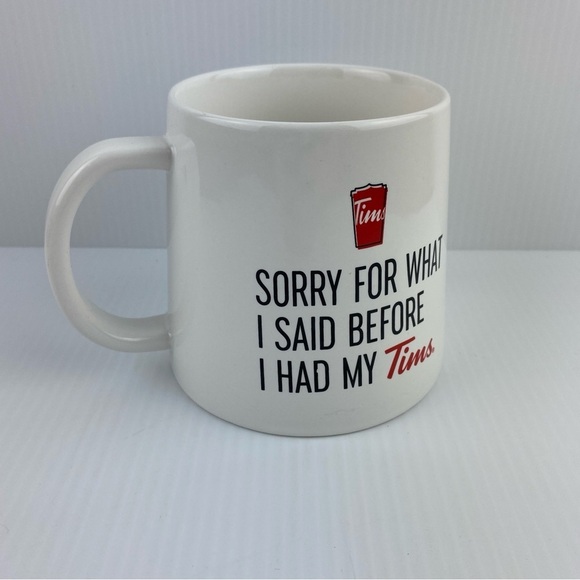 Tims
SORRY FOR WHAT
I SAID BEFORE
I HAD MY Tims.